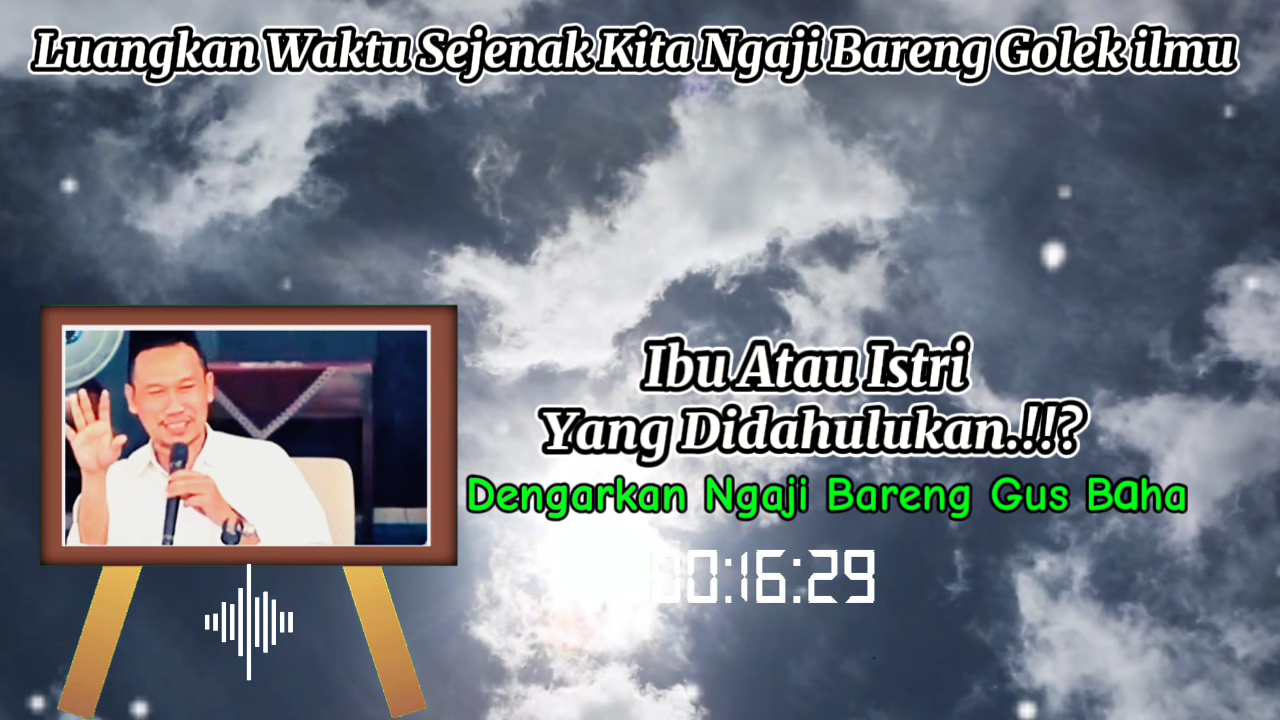 Luangkan Waktu Sejenak Kita Ngaji Bareng Golek ilmu
Ibu Atau Istri
Yang Didahulukan.!!?
Dengarkan Ngaji Bareng Gus Baha
00:16:29